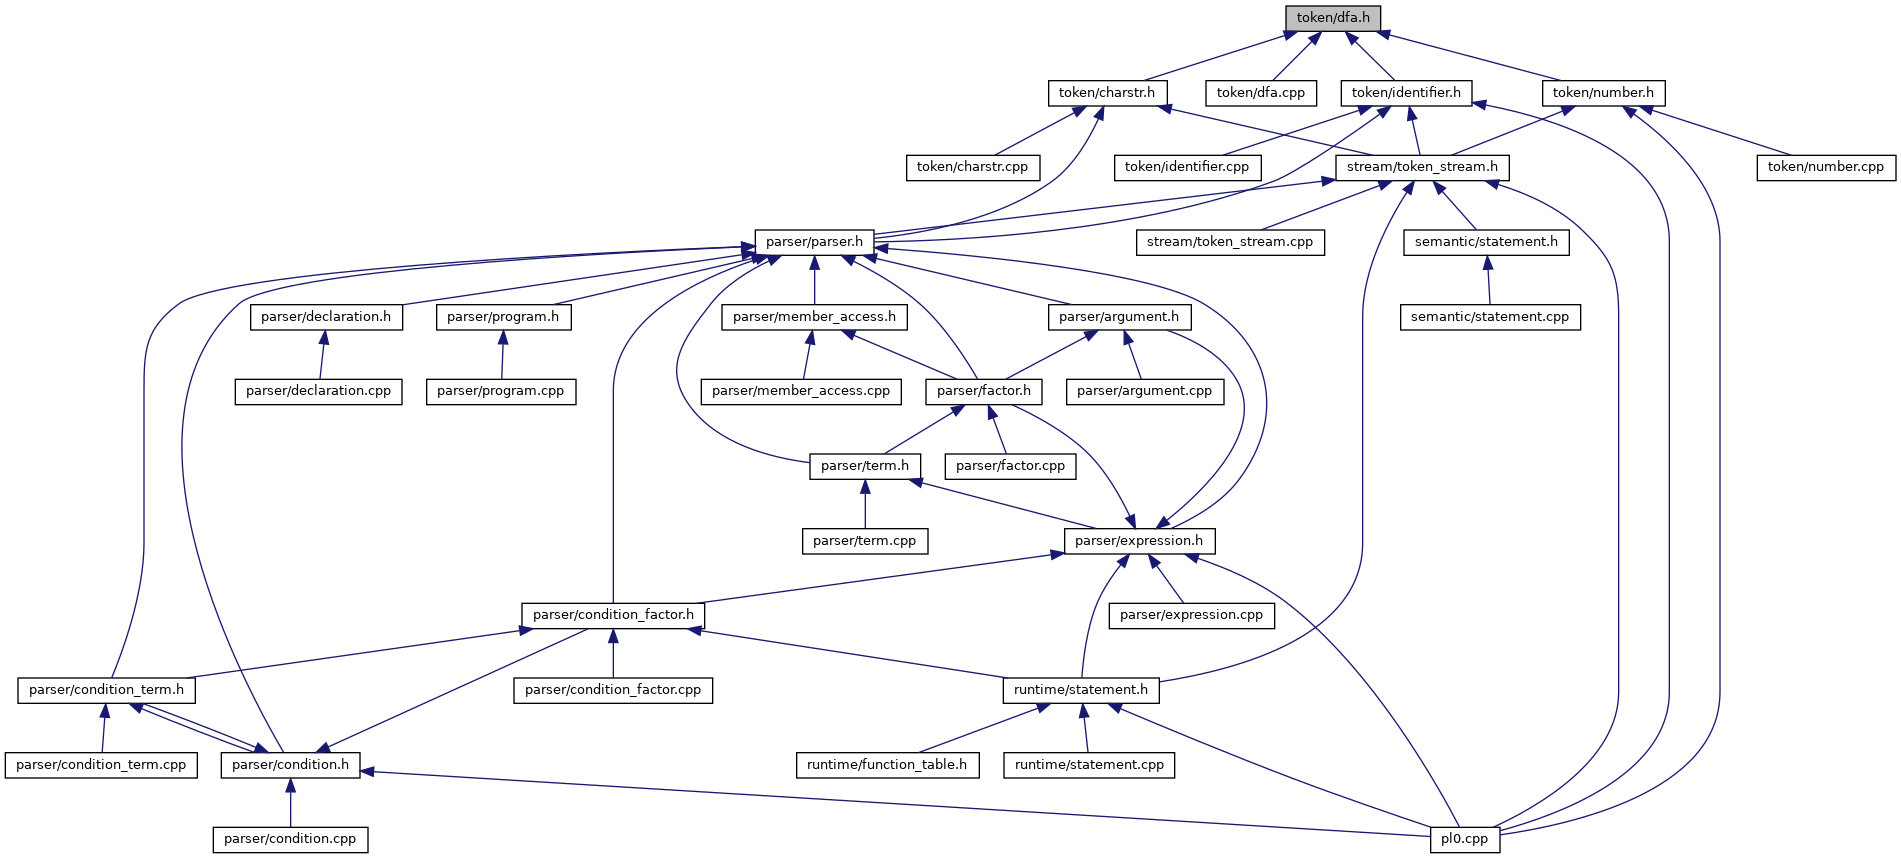 token/dfa.h
token/charstr.h
token/dfa.cpp
token/identifier.h
token/number.h
token/charstr.cpp
token/identifier.cpp
stream/token_stream.h
token/number.cpp
parser/parser.h
stream/token_stream.cpp
semantic/statement.h
parser/declaration.h
parser/program.h
parser/member_access.h
parser/argument.h
semantic/statement.cpp
parser/declaration.cpp
parser/program.cpp
parser/member_access.cpp
parser/factor.h
parser/argument.cpp
parser/term.h
parser/factor.cpp
parser/term.cpp
parser/expression.h
parser/condition_factor.h
parser/expression.cpp
parser/condition_term.h
parser/condition_factor.cpp
runtime/statement.h
parser/condition_term.cpp
parser/condition.h
runtime/function_table.h
runtime/statement.cpp
parser/condition.cpp
pl0.cpp